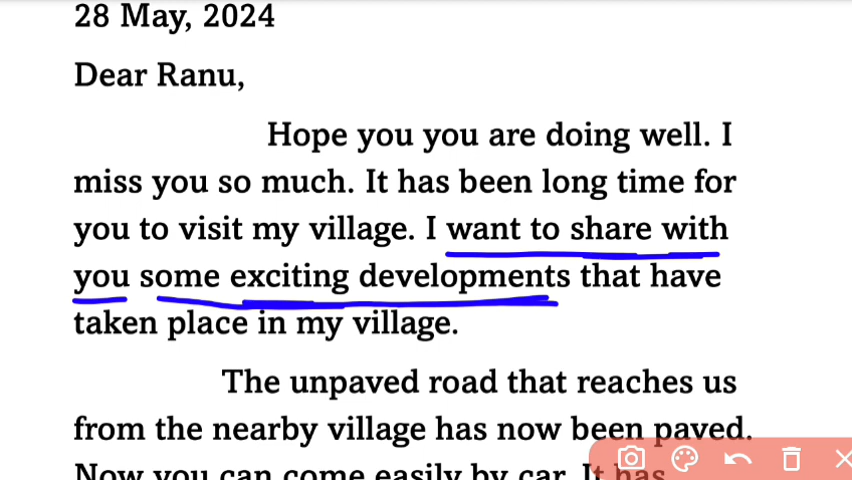 28 May, 2024
Dear Ranu,
Hope you you are doing well. I
miss you so much. It has been long time for
you to visit my village. I want to share with
you some exciting developments that have
taken place in my village.
The unpaved road that reaches us
from the nearby village has now been paved.
Now you can come easily by car. It has